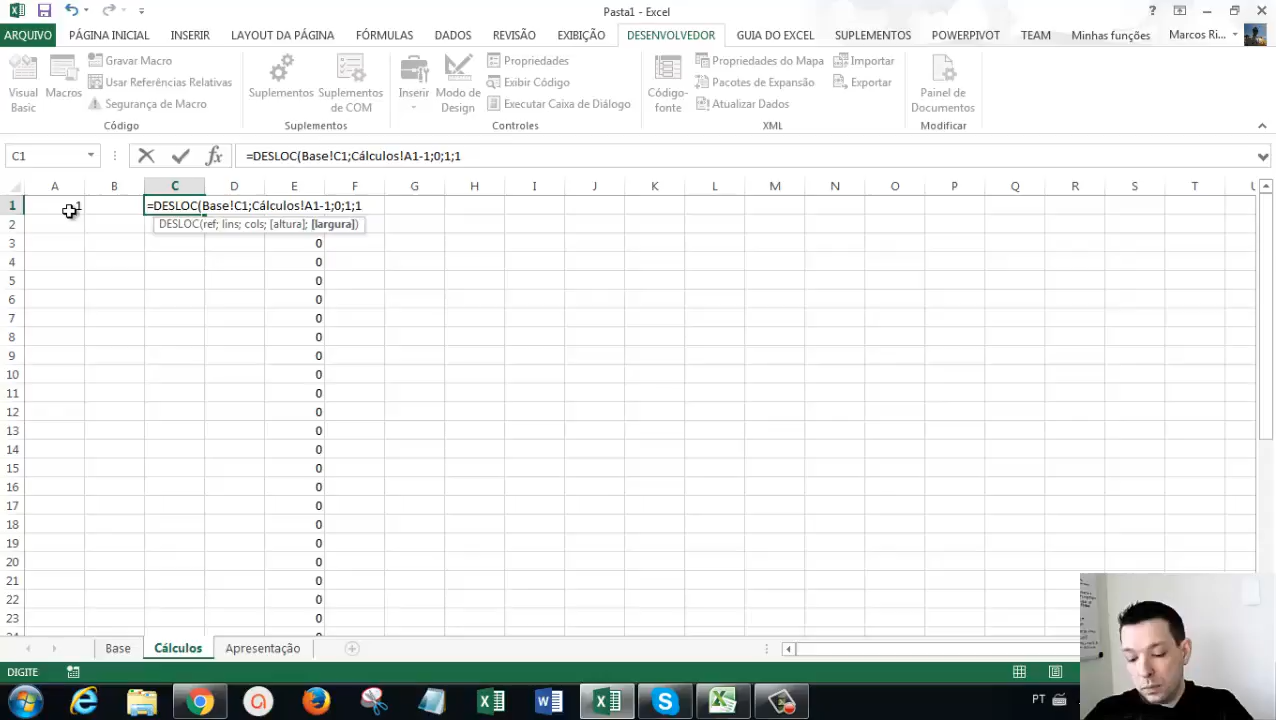 Pasta1 - Excel
ARQUIVO PÁGINA INICIAL INSERIR LAYOUT DA PÁGINA FÓRMULAS DADOS REVISÃO EXIBIÇÃO DESENVOLVEDOR GUIA DO EXCEL SUPLEMENTOS POWERPIVOT TEAM Minhas funções Marcos Ri...
Visual Basic
Macros
Gravar Macro
Usar Referências Relativas
Segurança de Macro
Código
Suplementos
Suplementos de COM
Suplementos
Inserir
Modo de Design
Propriedades
Exibir Código
Executar Caixa de Diálogo
Controles
Código-fonte
Propriedades do Mapa
Pacotes de Expansão
Atualizar Dados
Importar
Exportar
XML
Painel de Documentos
Modificar
C1 fx =DESLOC(Base!C1;Cálculos!A1-1;0;1;1
A B C D E F G H I J K L M N O P Q R S T U
1 1 =DESLOC(Base!C1;Cálculos!A1-1;0;1;1
2 DESLOC(ref; lins; cols; [altura]; [largura])
3 0
4 0
5 0
6 0
7 0
8 0
9 0
10 0
11 0
12 0
13 0
14 0
15 0
16 0
17 0
18 0
19 0
20 0
21 0
22 0
23 0
Base Cálculos Apresentação
DIGITE
PT